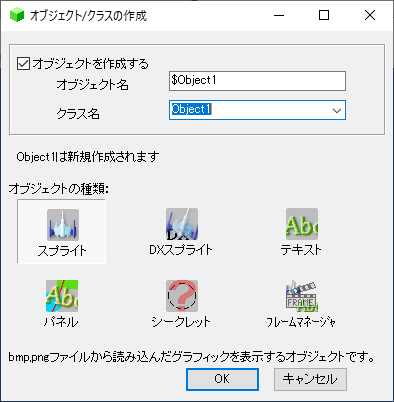 オブジェクト/クラスの作成
オブジェクトを作成する
オブジェクト名 $Object1
クラス名 Object1
Object1は新規作成されます
オブジェクトの種類:
スプライト DXスプライト テキスト
パネル シークレット ﾌﾚｰﾑﾏﾈｰｼﾞｬ
bmp,pngファイルから読み込んだグラフィックを表示するオブジェクトです。
OK キャンセル